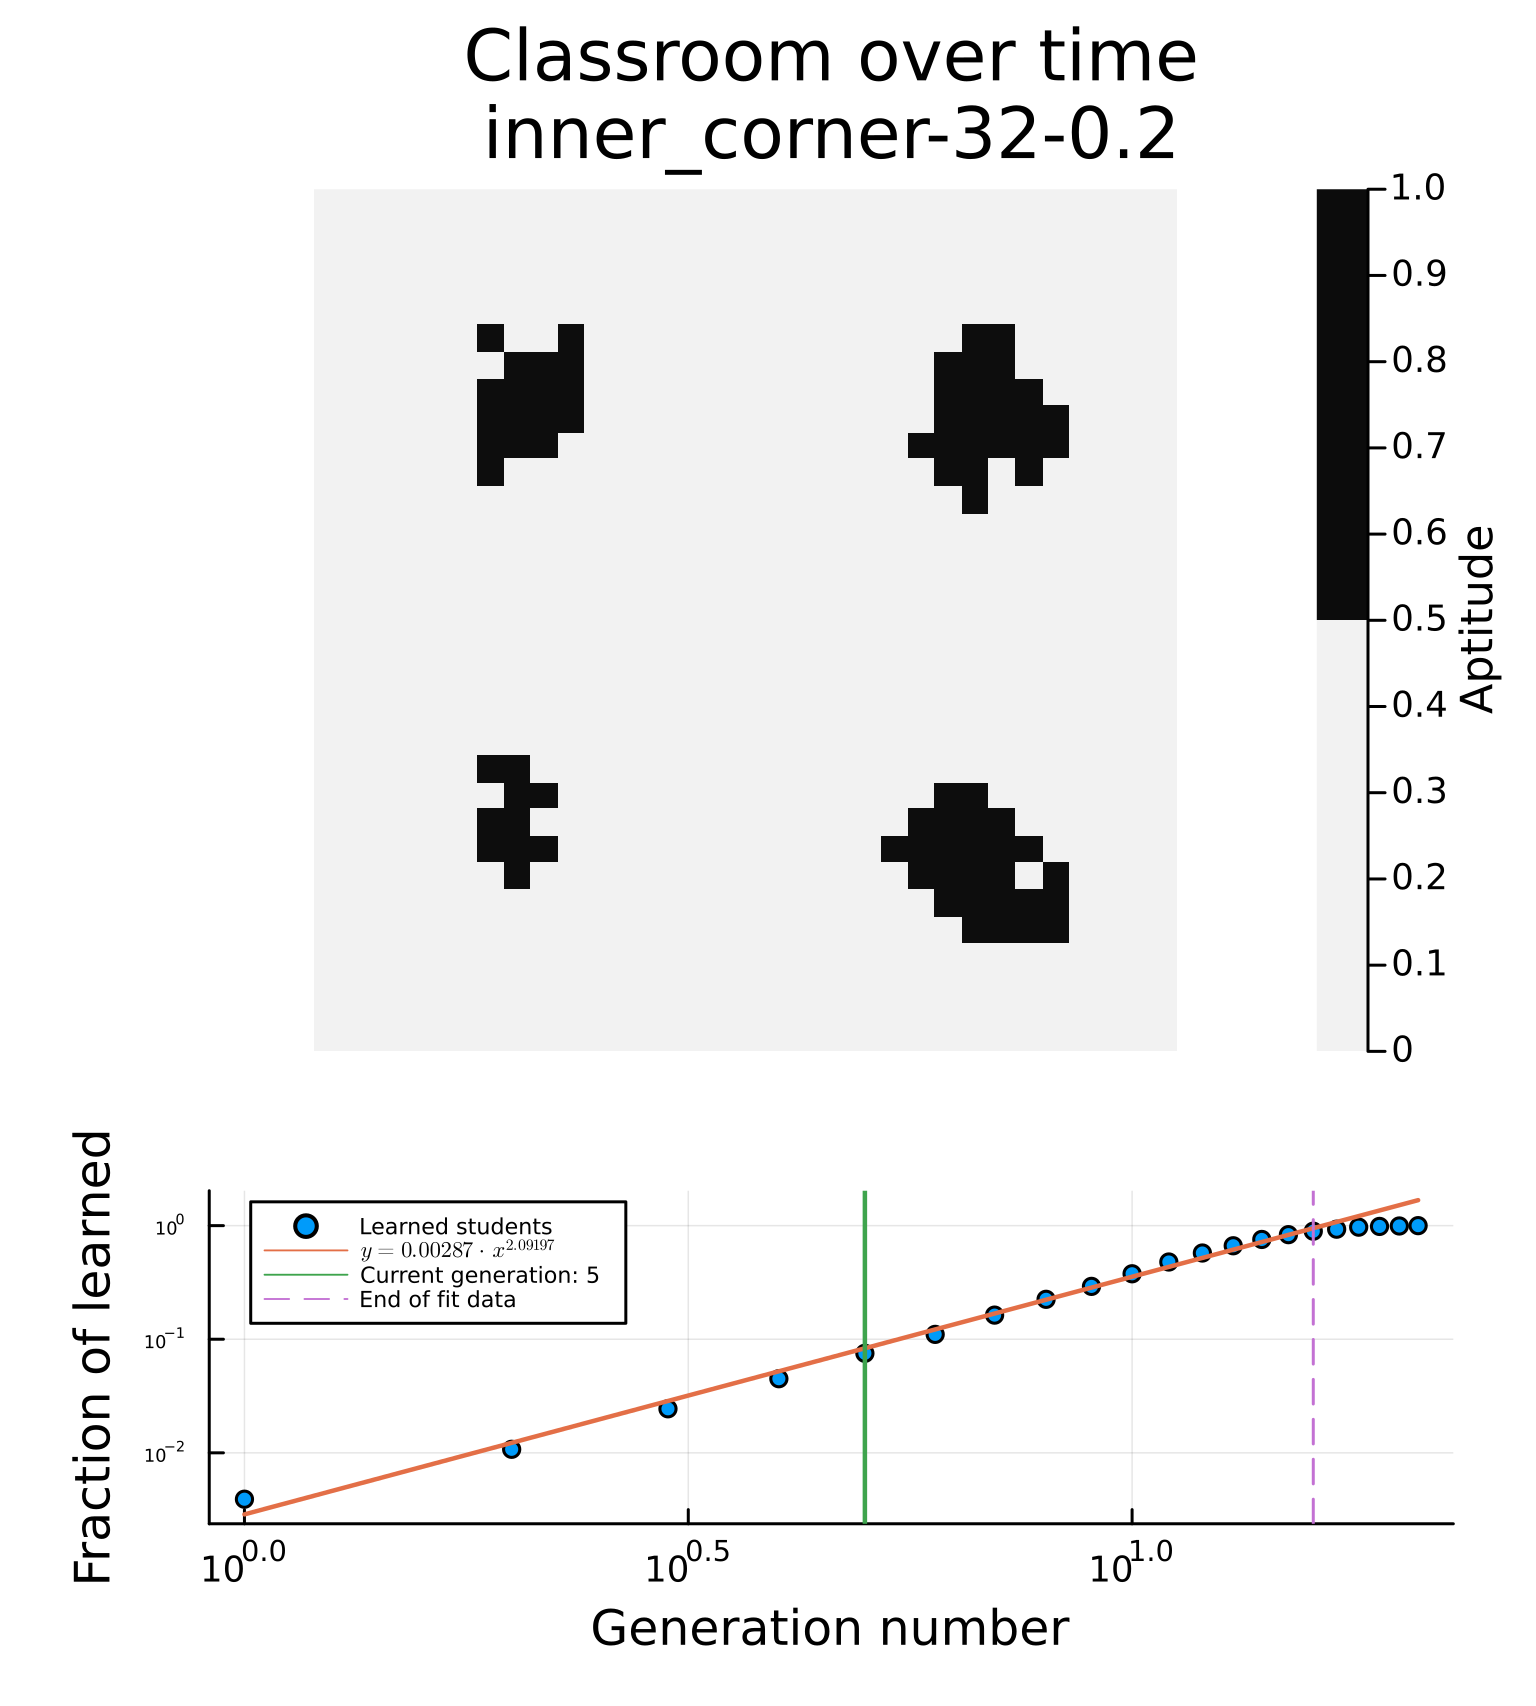 Classroom over time
inner_corner-32-0.2
1.0
0.9
0.8
0.7
0.6
0.5
0.4
0.3
0.2
0.1
0
Aptitude
Fraction of learned
10⁰
10⁻¹
10⁻²
Learned students
y = 0.00287 · x^2.09197
Current generation: 5
End of fit data
10^0.0
10^0.5
10^1.0
Generation number